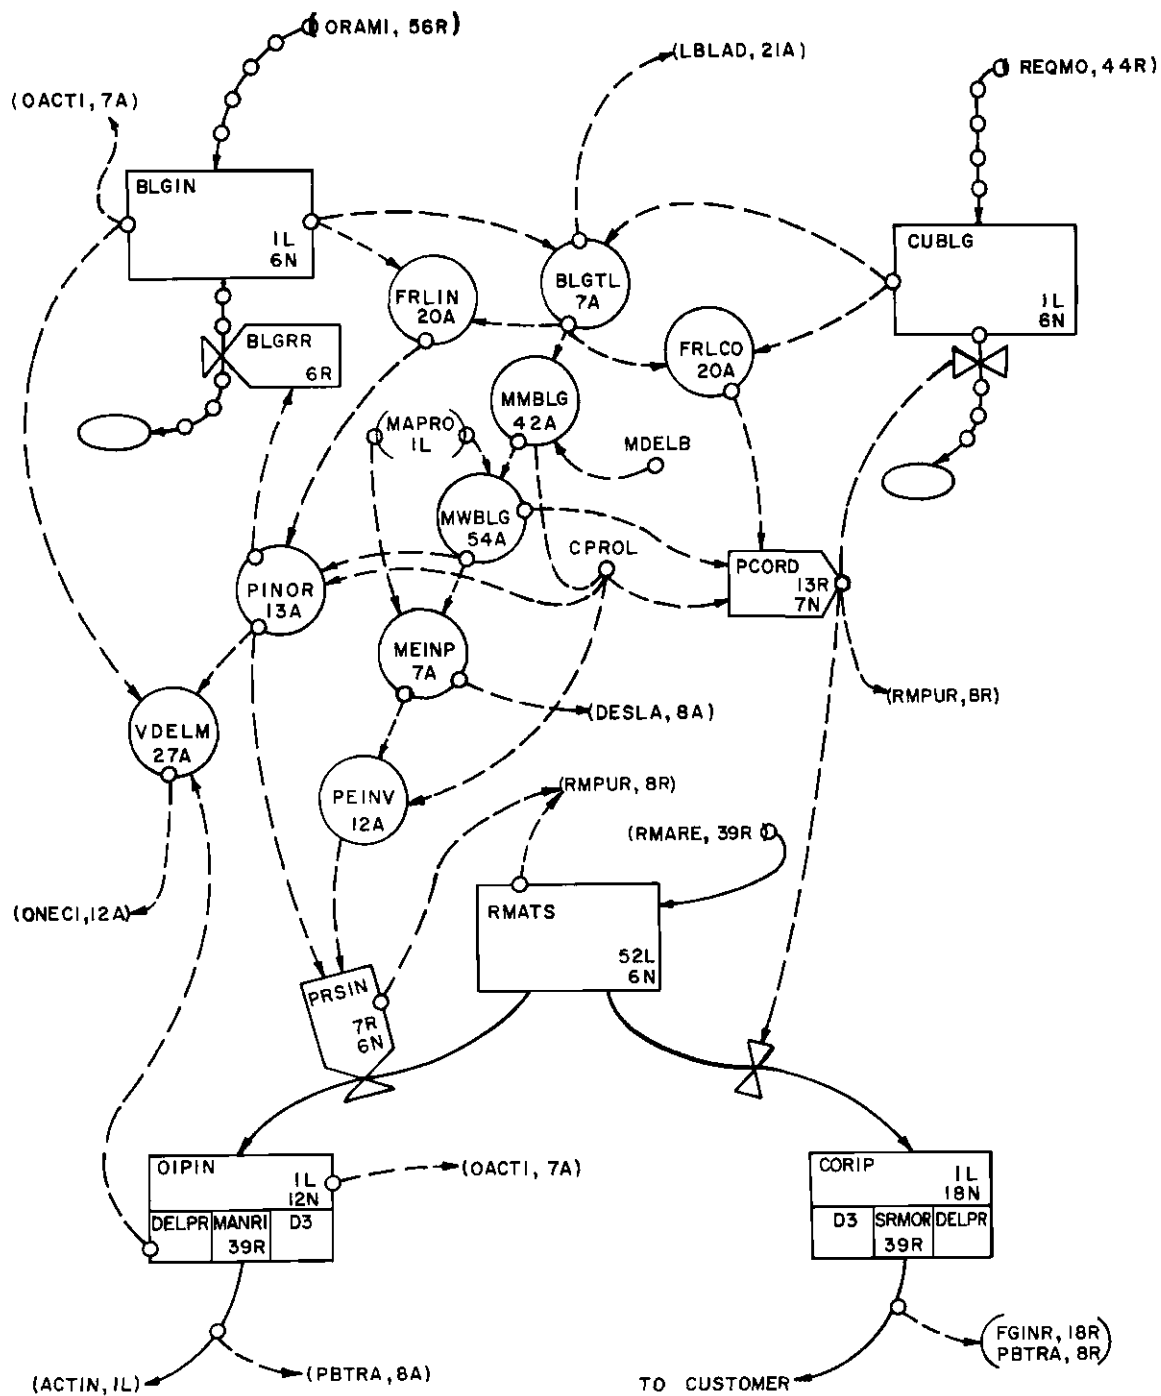 (ORAMI, 56R)
(LBLAD, 21A)
(REQMO, 44R)
(OACTI, 7A)
BLGIN
1L
6N
CUBLG
1L
6N
BLGTL
7A
FRLIN
20A
FRLCO
20A
BLGRR
6R
MMBLG
42A
(MAPRO
1L)
MDELB
MWBLG
54A
CPROL
PCORD
13R
7N
PINOR
13A
MEINP
7A
(RMPUR, 8R)
(DESLA, 8A)
VDELM
27A
PEINV
12A
(RMPUR, 8R)
(RMARE, 39R)
(ONECI, 12A)
RMATS
52L
6N
PRSIN
7R
6N
OIPIN
1L
12N
(OACTI, 7A)
CORIP
1L
18N
DELPR MANRI D3
39R
D3 SRMOR DELPR
39R
(FGINR, 18R
PBTRA, 8R)
(PBTRA, 8A)
(ACTIN, 1L)
TO CUSTOMER